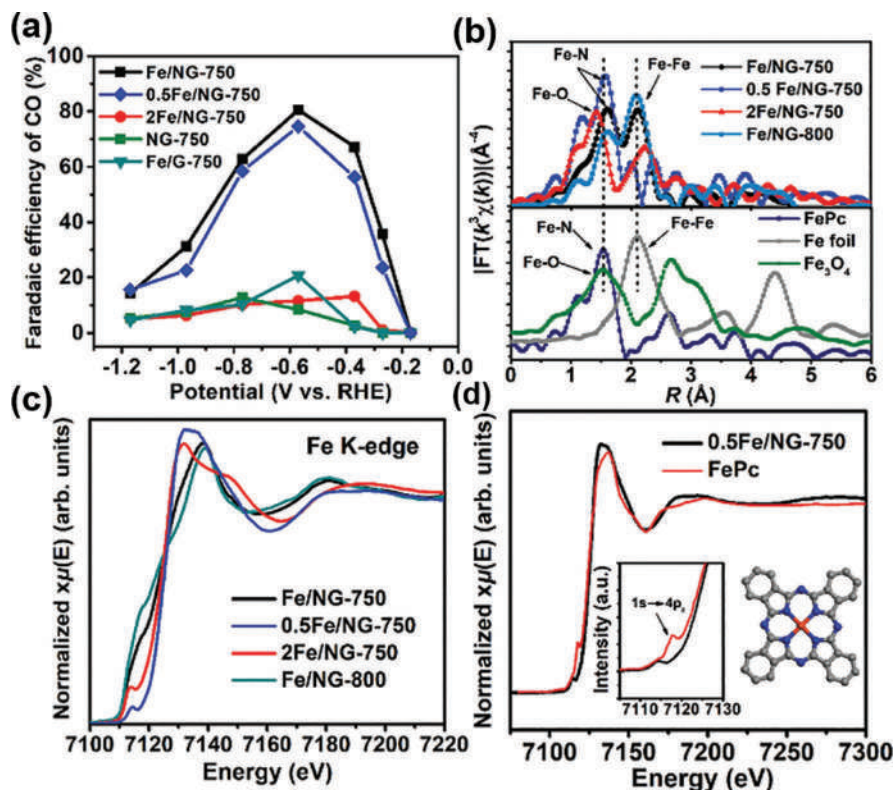 (a)
Faradaic efficiency of CO (%)
100
80
60
40
20
0
Fe/NG-750
0.5Fe/NG-750
2Fe/NG-750
NG-750
Fe/G-750
-1.2 -1.0 -0.8 -0.6 -0.4 -0.2 0.0
Potential (V vs. RHE)
(b)
|FT(k³χ(k))|(Å⁻⁴)
Fe-N
Fe-O
Fe-Fe
Fe/NG-750
0.5 Fe/NG-750
2Fe/NG-750
Fe/NG-800
Fe-N
Fe-O
Fe-Fe
FePc
Fe foil
Fe₃O₄
0 1 2 3 4 5 6
R (Å)
(c)
Normalized xμ(E) (arb. units)
Fe K-edge
Fe/NG-750
0.5Fe/NG-750
2Fe/NG-750
Fe/NG-800
7100 7120 7140 7160 7180 7200 7220
Energy (eV)
(d)
Normalized xμ(E) (arb. units)
0.5Fe/NG-750
FePc
Intensity (a.u.)
1s→4p₂
7110 7120 7130
7100 7150 7200 7250 7300
Energy (eV)